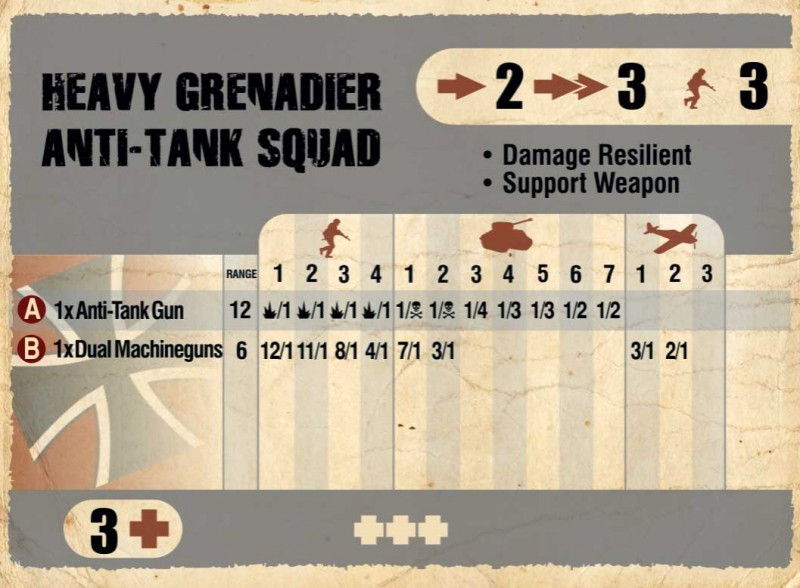 HEAVY GRENADIER
ANTI-TANK SQUAD
2 3 3
• Damage Resilient
• Support Weapon
RANGE 1 2 3 4 1 2 3 4 5 6 7 1 2 3
A 1x Anti-Tank Gun 12 /1 /1 /1 /1 1/ 1/ 1/4 1/3 1/3 1/2 1/2
B 1x Dual Machineguns 6 12/1 11/1 8/1 4/1 7/1 3/1 3/1 2/1
3